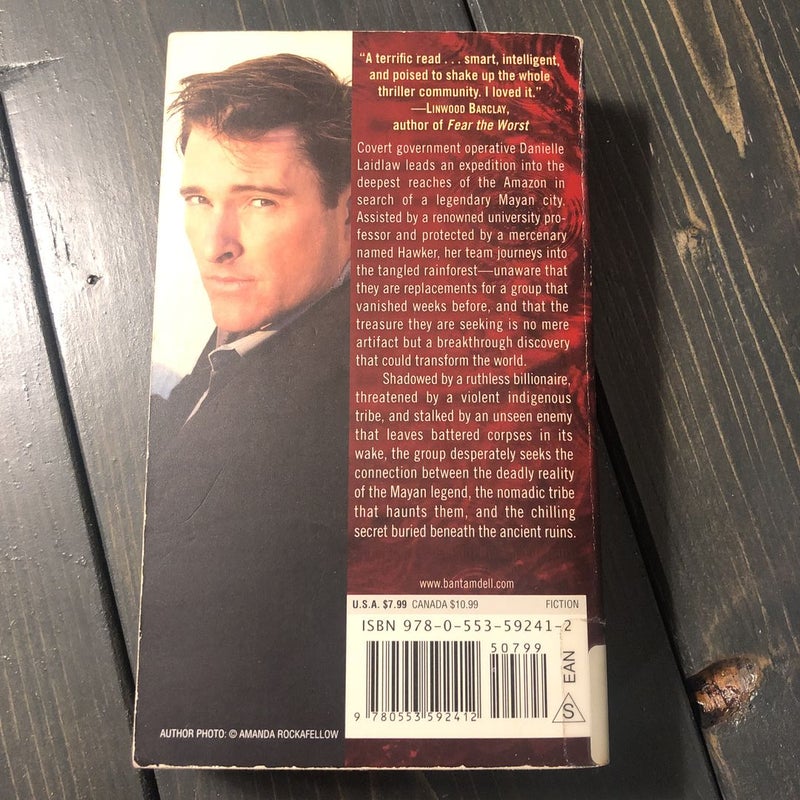 “A terrific read . . . smart, intelligent,
and poised to shake up the whole
thriller community. I loved it.”
—LINWOOD BARCLAY,
author of Fear the Worst
Covert government operative Danielle
Laidlaw leads an expedition into the
deepest reaches of the Amazon in
search of a legendary Mayan city.
Assisted by a renowned university pro-
fessor and protected by a mercenary
named Hawker, her team journeys into
the tangled rainforest—unaware that
they are replacements for a group that
vanished weeks before, and that the
treasure they are seeking is no mere
artifact but a breakthrough discovery
that could transform the world.
Shadowed by a ruthless billionaire,
threatened by a violent indigenous
tribe, and stalked by an unseen enemy
that leaves battered corpses in its
wake, the group desperately seeks the
connection between the deadly reality
of the Mayan legend, the nomadic tribe
that haunts them, and the chilling
secret buried beneath the ancient ruins.
www.bantamdell.com
U.S.A. $7.99 CANADA $10.99 FICTION
ISBN 978-0-553-59241-2
50799
9 780553 592412
S EAN
AUTHOR PHOTO: © AMANDA ROCKAFELLOW